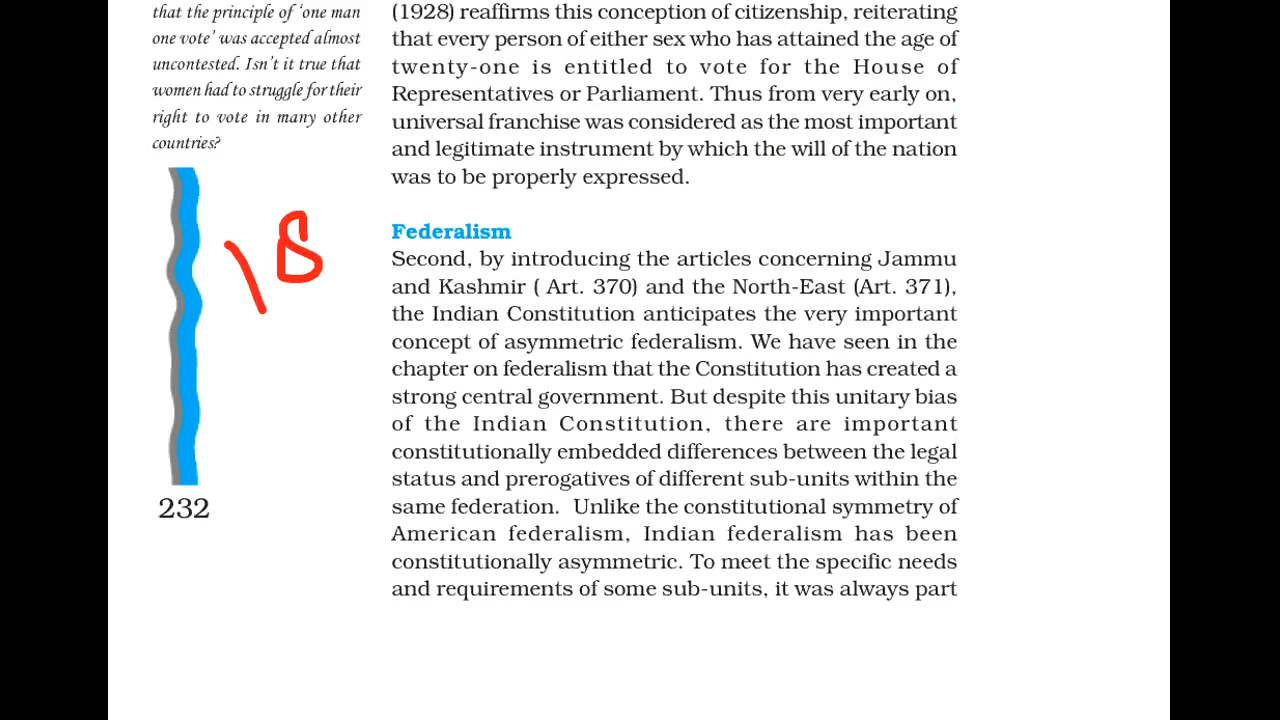 that the principle of ‘one man
one vote’ was accepted almost
uncontested. Isn’t it true that
women had to struggle for their
right to vote in many other
countries?
18
232
(1928) reaffirms this conception of citizenship, reiterating
that every person of either sex who has attained the age of
twenty-one is entitled to vote for the House of
Representatives or Parliament. Thus from very early on,
universal franchise was considered as the most important
and legitimate instrument by which the will of the nation
was to be properly expressed.
Federalism
Second, by introducing the articles concerning Jammu
and Kashmir ( Art. 370) and the North-East (Art. 371),
the Indian Constitution anticipates the very important
concept of asymmetric federalism. We have seen in the
chapter on federalism that the Constitution has created a
strong central government. But despite this unitary bias
of the Indian Constitution, there are important
constitutionally embedded differences between the legal
status and prerogatives of different sub-units within the
same federation.  Unlike the constitutional symmetry of
American federalism, Indian federalism has been
constitutionally asymmetric. To meet the specific needs
and requirements of some sub-units, it was always part